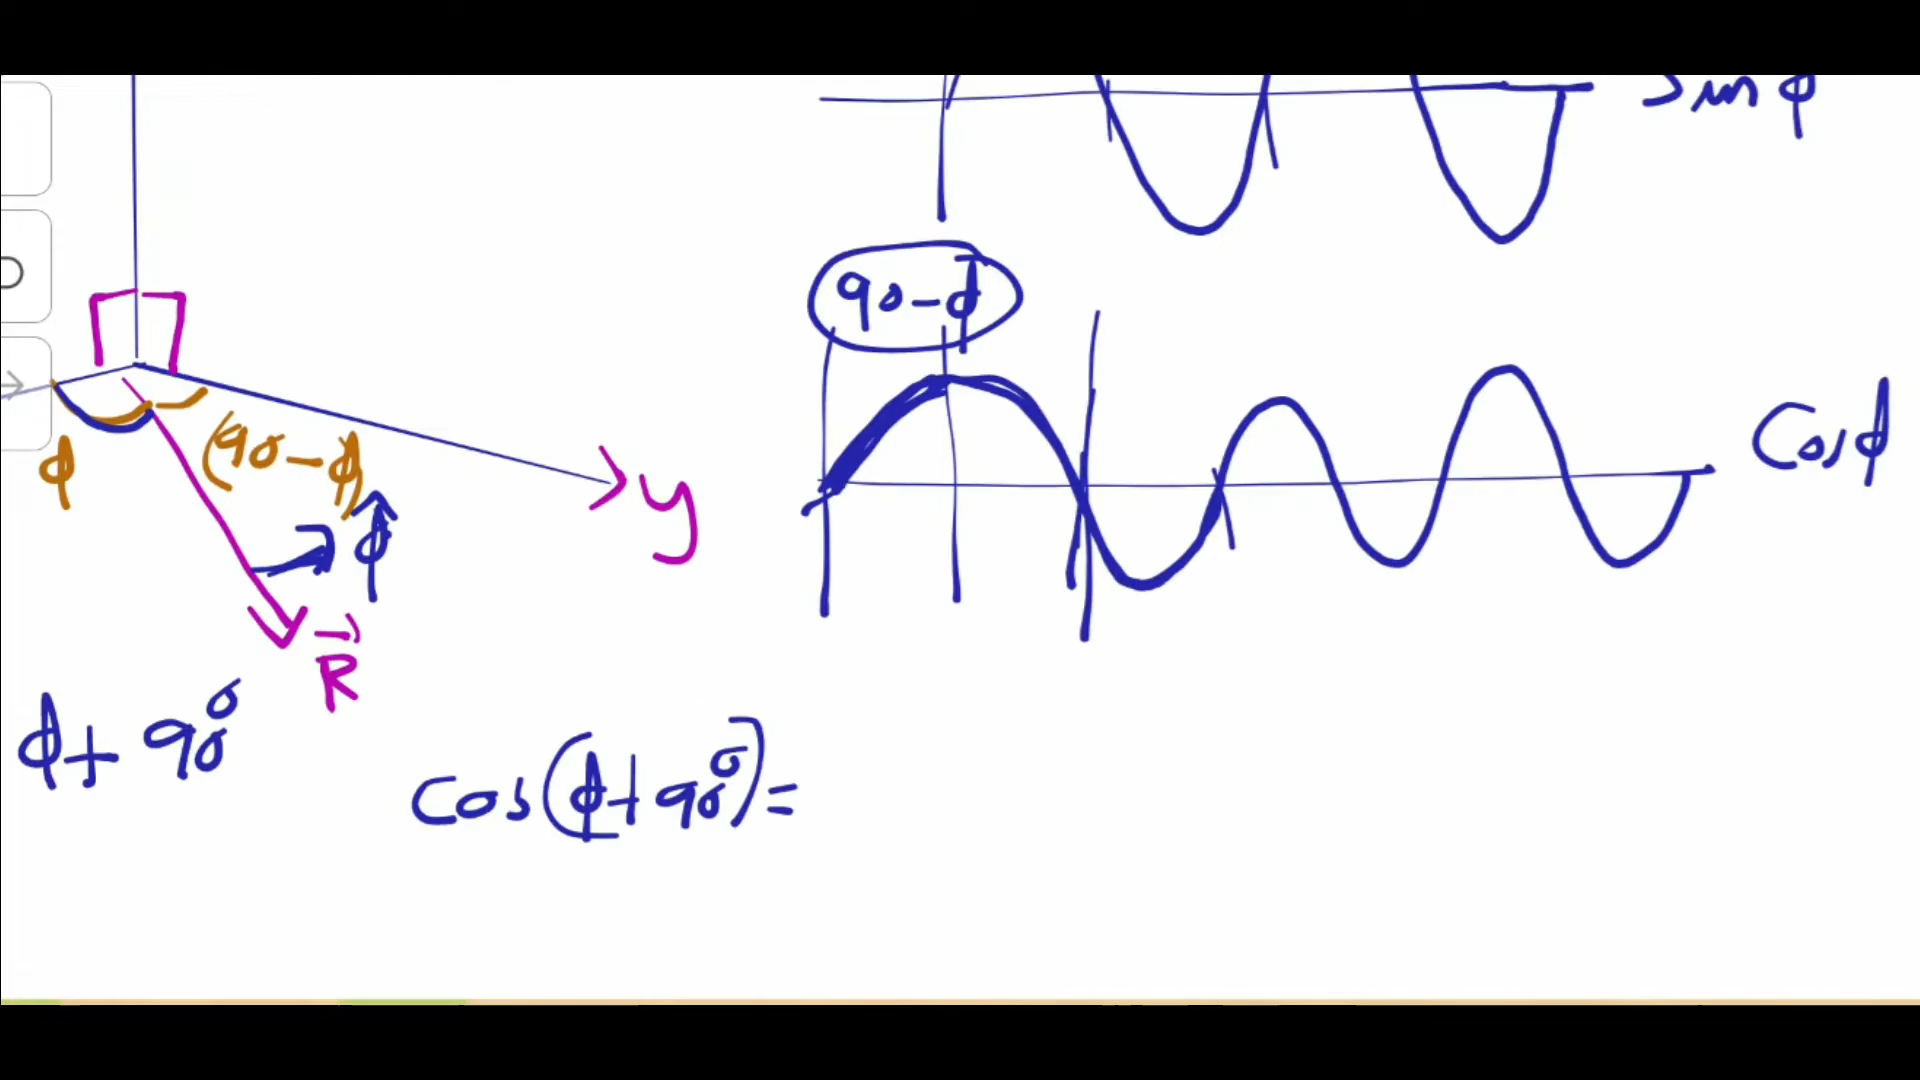 Sin ϕ
90-ϕ
Cos ϕ
ϕ
(90-ϕ)
y
ϕ̂
R⃗
ϕ+90°
Cos(ϕ+90°)=